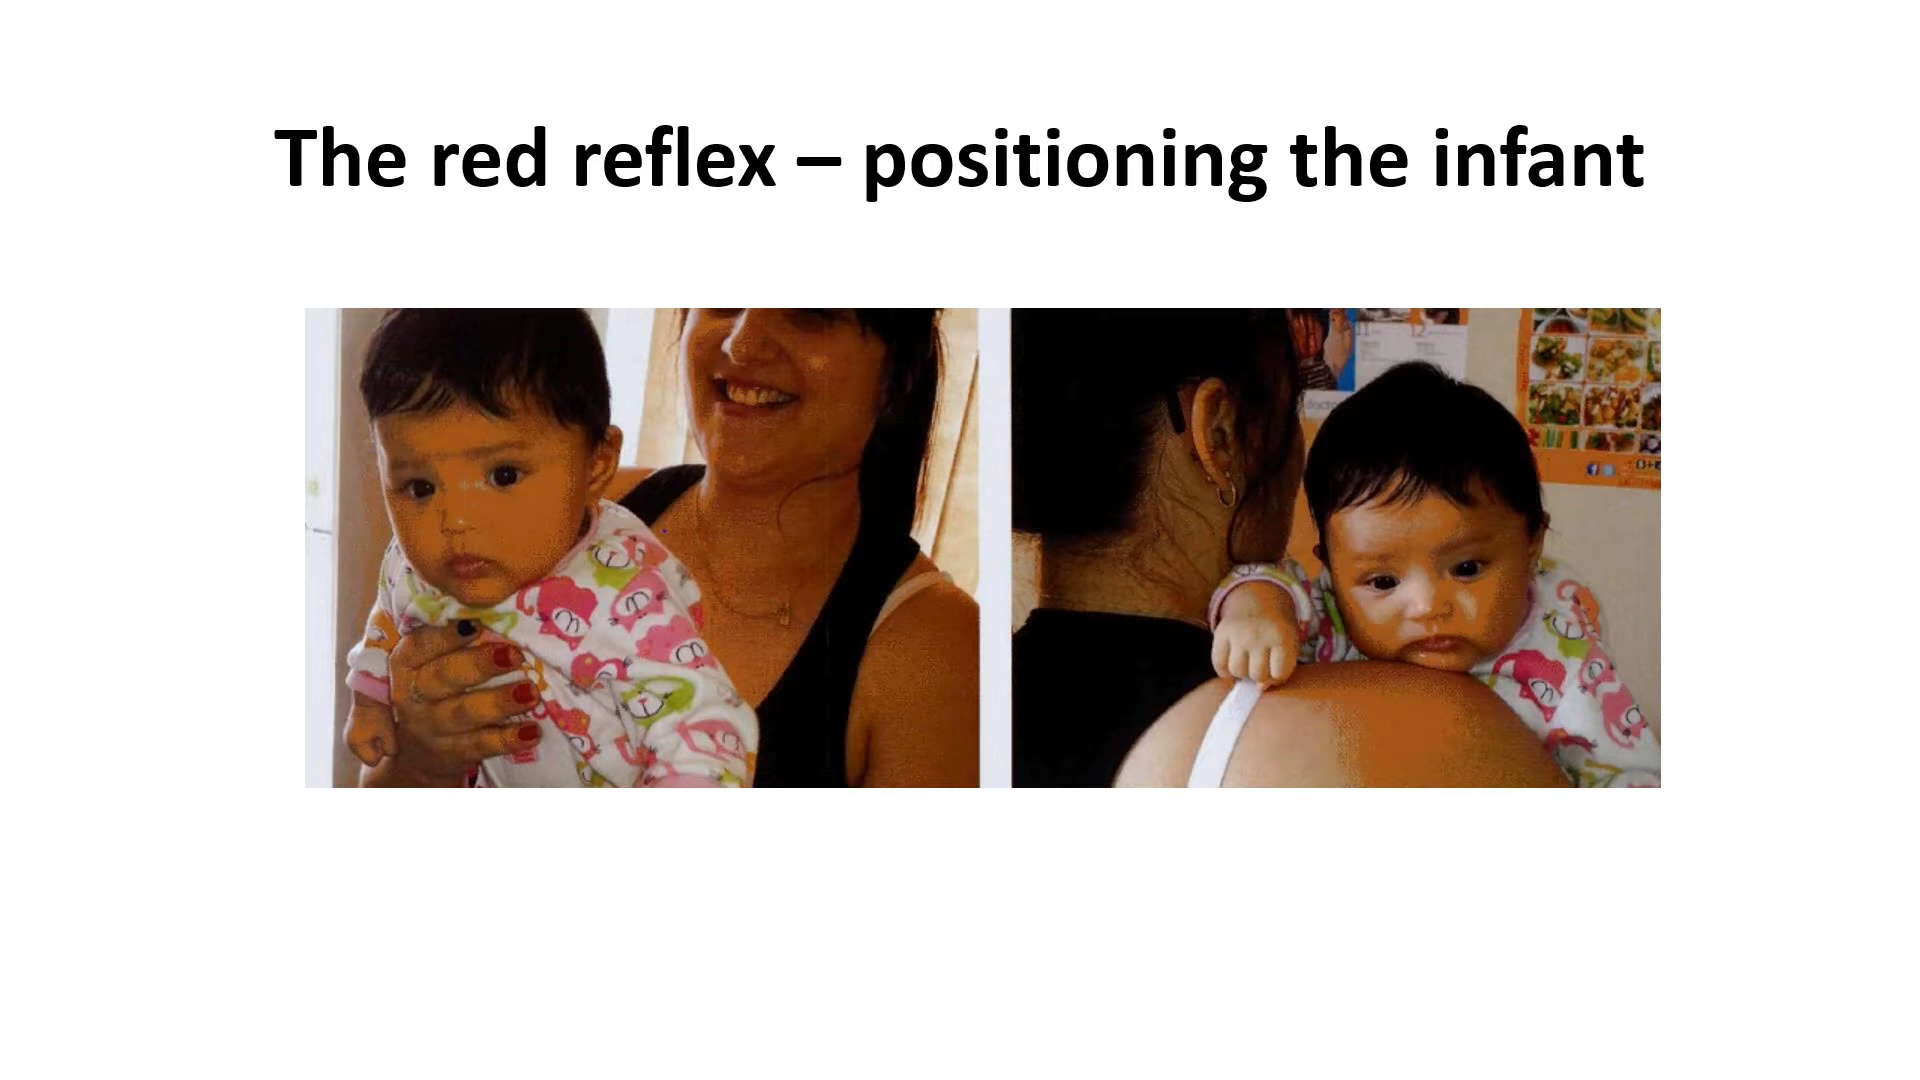 The red reflex – positioning the infant